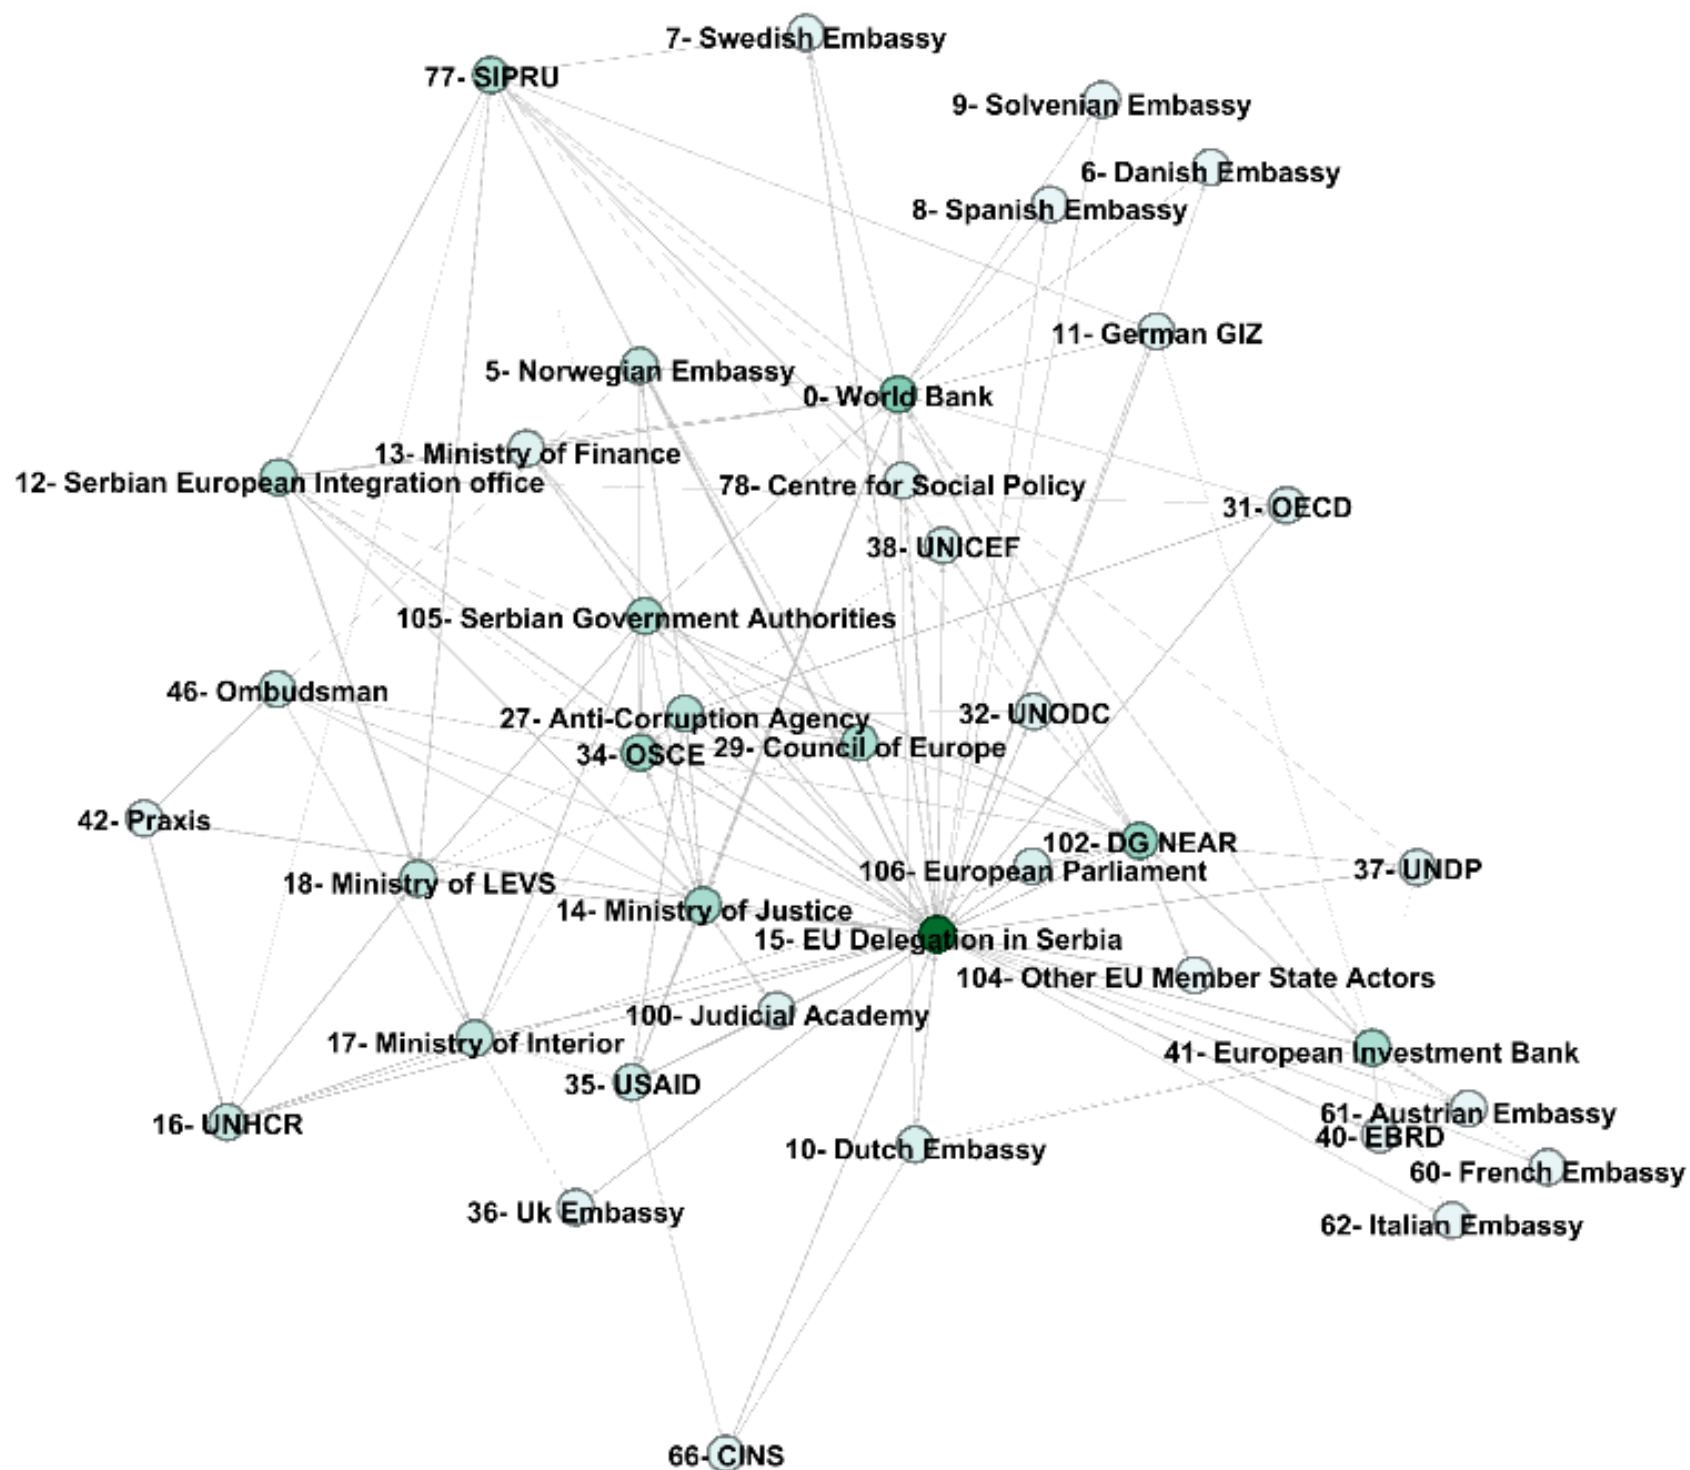 7- Swedish Embassy
77- SIPRU
9- Solvenian Embassy
6- Danish Embassy
8- Spanish Embassy
11- German GIZ
5- Norwegian Embassy
0- World Bank
13- Ministry of Finance
12- Serbian European Integration office
78- Centre for Social Policy
31- OECD
38- UNICEF
105- Serbian Government Authorities
46- Ombudsman
27- Anti-Corruption Agency
32- UNODC
34- OSCE
29- Council of Europe
42- Praxis
102- DG NEAR
106- European Parliament
37- UNDP
18- Ministry of LEVS
14- Ministry of Justice
15- EU Delegation in Serbia
104- Other EU Member State Actors
100- Judicial Academy
17- Ministry of Interior
41- European Investment Bank
35- USAID
16- UNHCR
61- Austrian Embassy
40- EBRD
10- Dutch Embassy
60- French Embassy
36- Uk Embassy
62- Italian Embassy
66- CINS